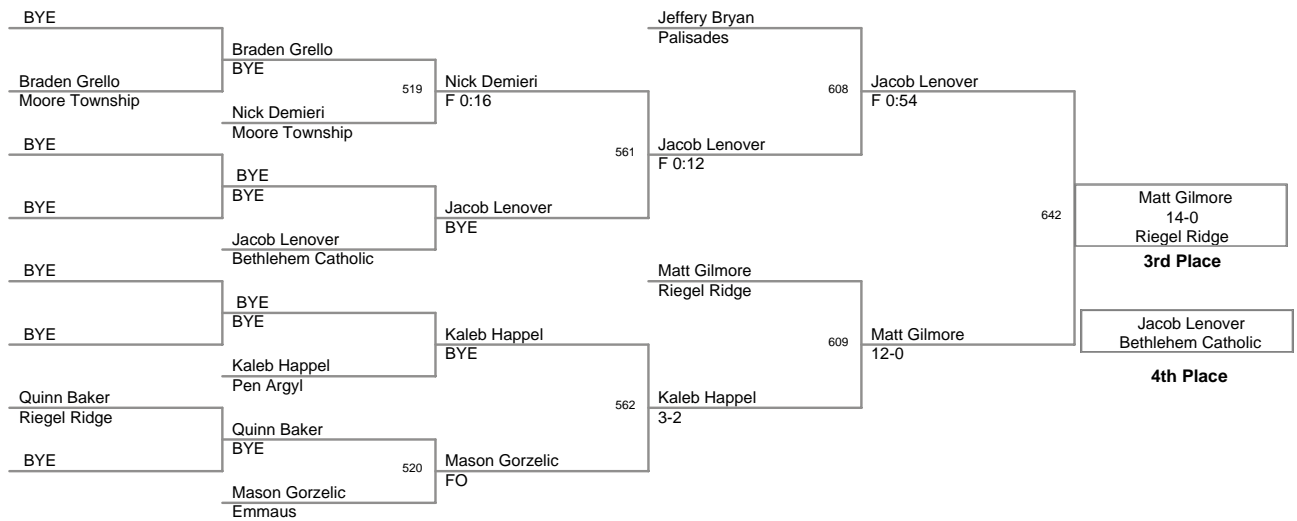 BYE
Braden Grello
Moore Township
BYE
BYE
BYE
BYE
Quinn Baker
Riegel Ridge
BYE
Braden Grello
BYE
519
Nick Demieri
Moore Township
BYE
BYE
Jacob Lenover
Bethlehem Catholic
BYE
BYE
Kaleb Happel
Pen Argyl
Quinn Baker
BYE
520
Mason Gorzelic
Emmaus
Nick Demieri
F 0:16
561
Jacob Lenover
BYE
Kaleb Happel
BYE
562
Mason Gorzelic
FO
Jeffery Bryan
Palisades
608
Jacob Lenover
F 0:12
Matt Gilmore
Riegel Ridge
609
Kaleb Happel
3-2
Jacob Lenover
F 0:54
642
Matt Gilmore
12-0
Matt Gilmore
14-0
Riegel Ridge
3rd Place
Jacob Lenover
Bethlehem Catholic
4th Place